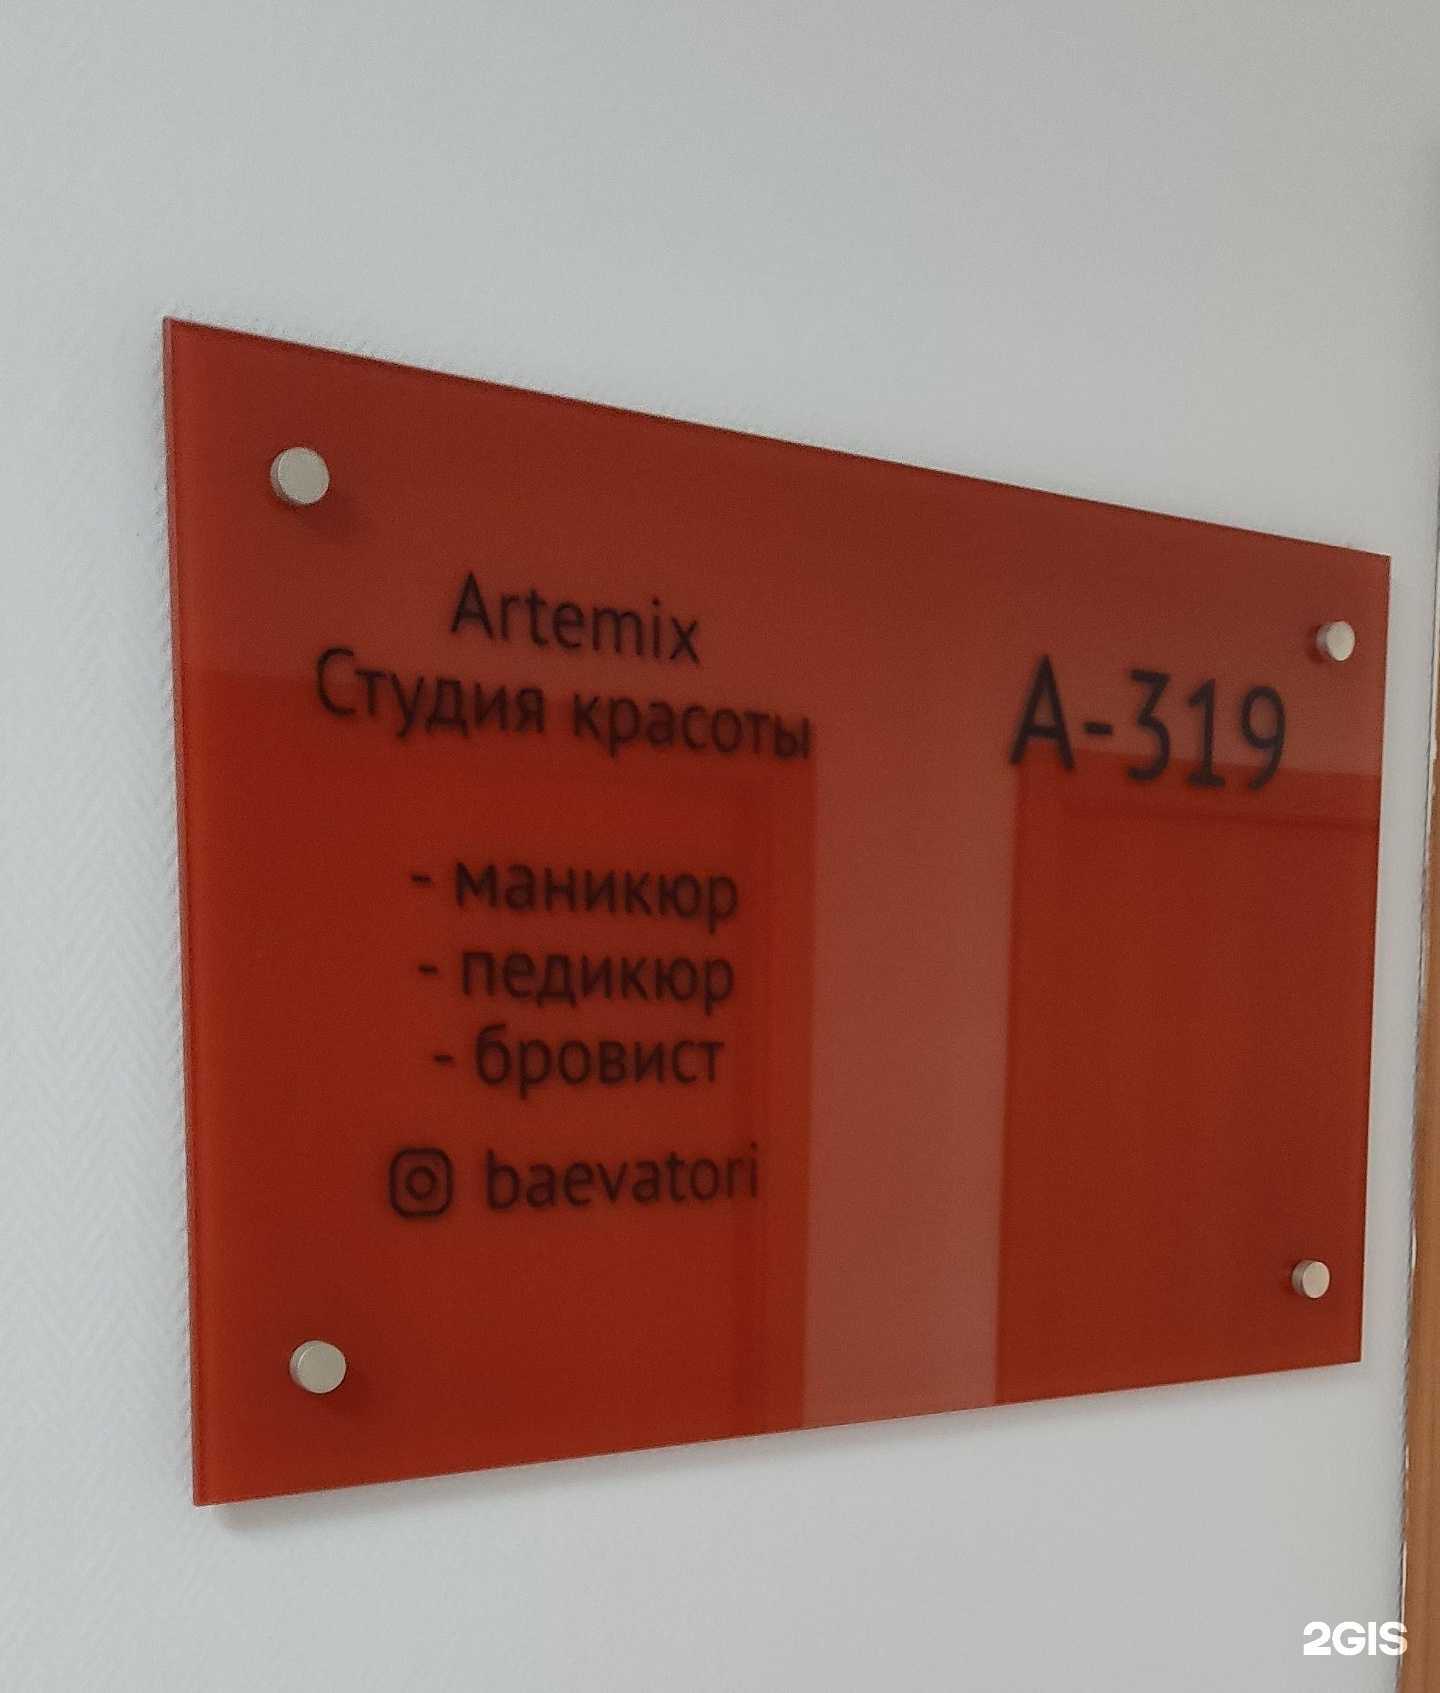 Artemix
Студия красоты
А-319
- маникюр
- педикюр
- бровист
baevatori
2GIS